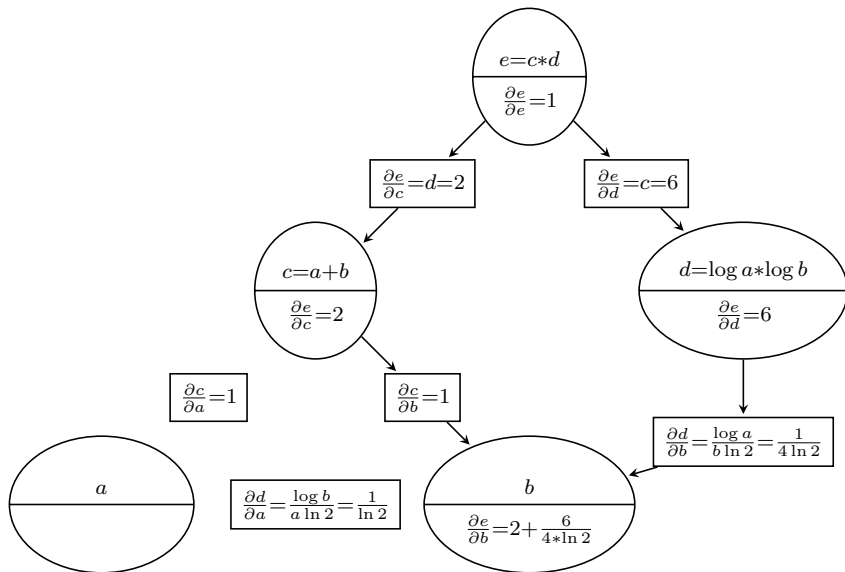 e=c*d
∂e/∂e=1
∂e/∂c=d=2
∂e/∂d=c=6
c=a+b
∂e/∂c=2
d=log a*log b
∂e/∂d=6
∂c/∂a=1
∂c/∂b=1
∂d/∂b=log a/b ln 2=1/4 ln 2
a
∂d/∂a=log b/a ln 2=1/ln 2
b
∂e/∂b=2+6/4*ln 2